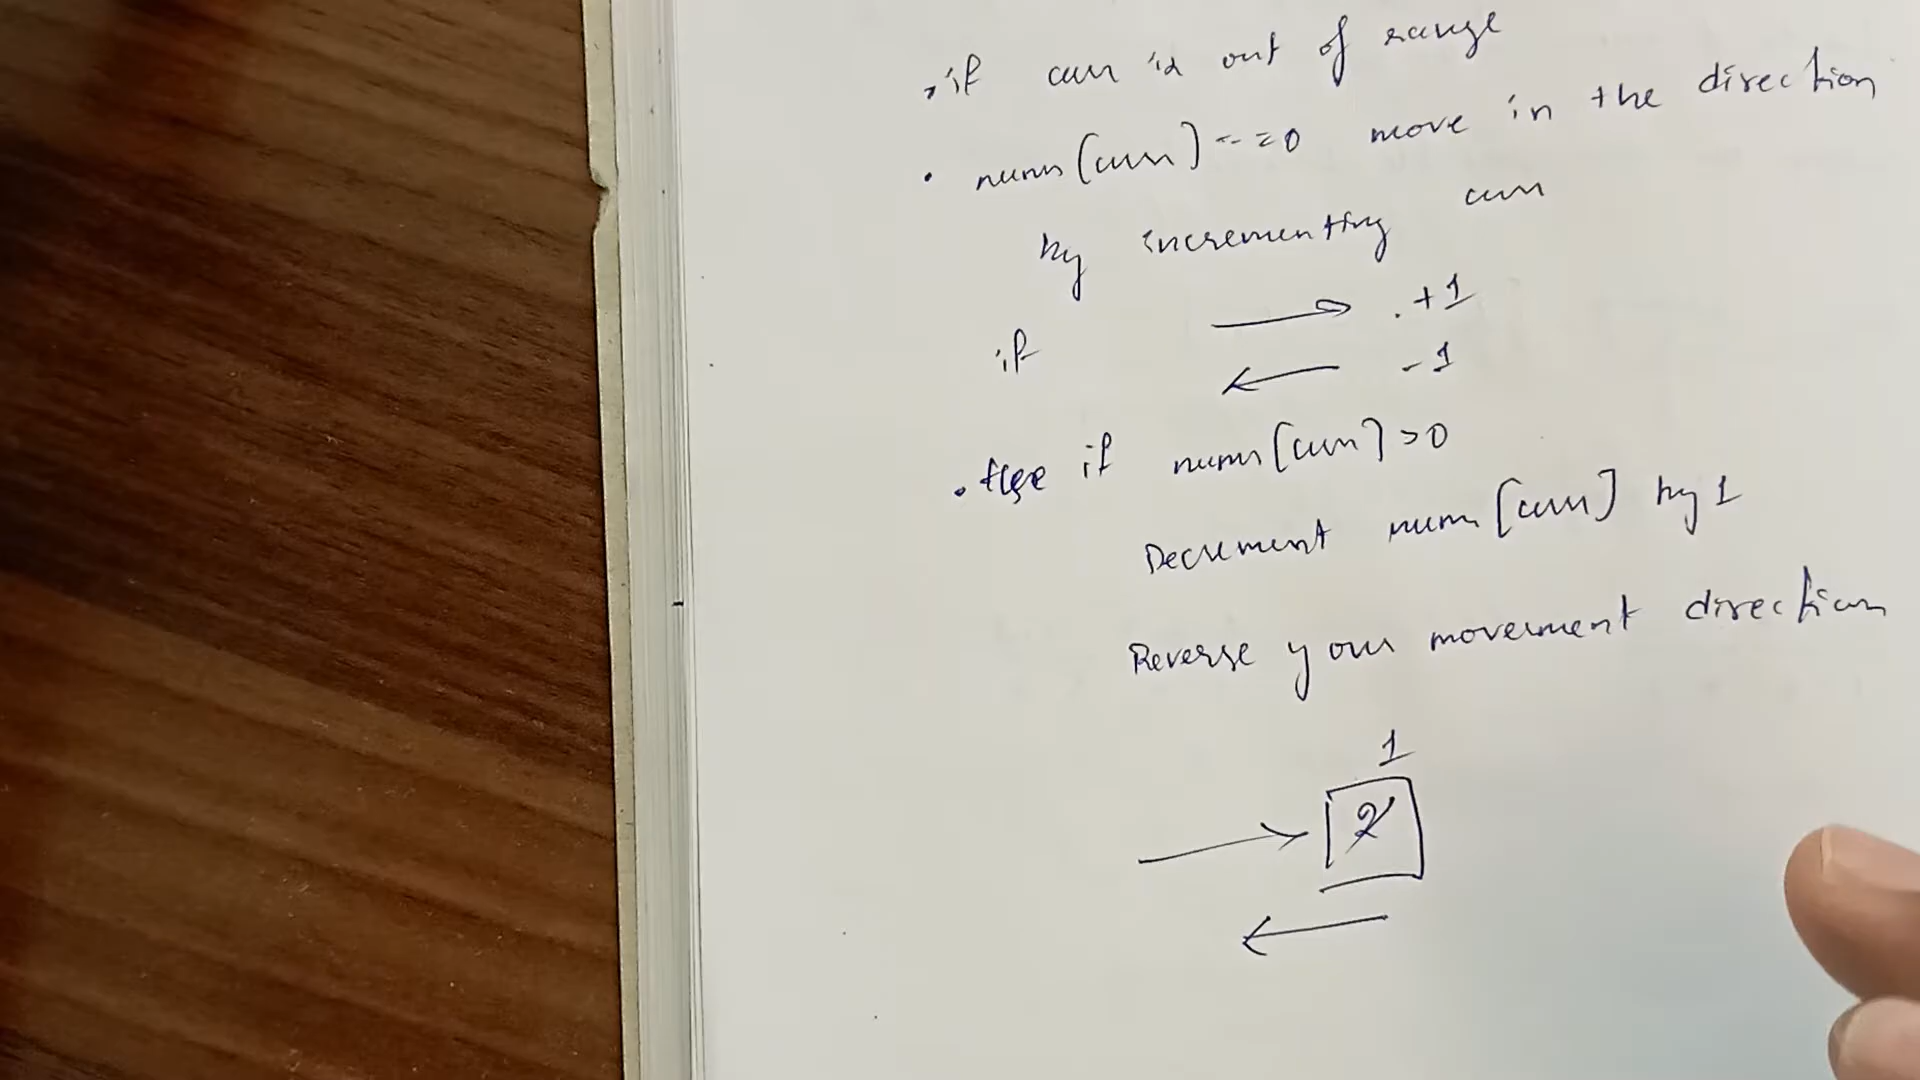 • if curr is out of range
• nums[curr] == 0 move in the direction
by incrementing curr
if → . +1
← -1
• Else if nums[curr] > 0
Decrement nums[curr] by 1
Reverse your movement direction
1
→ 2
←